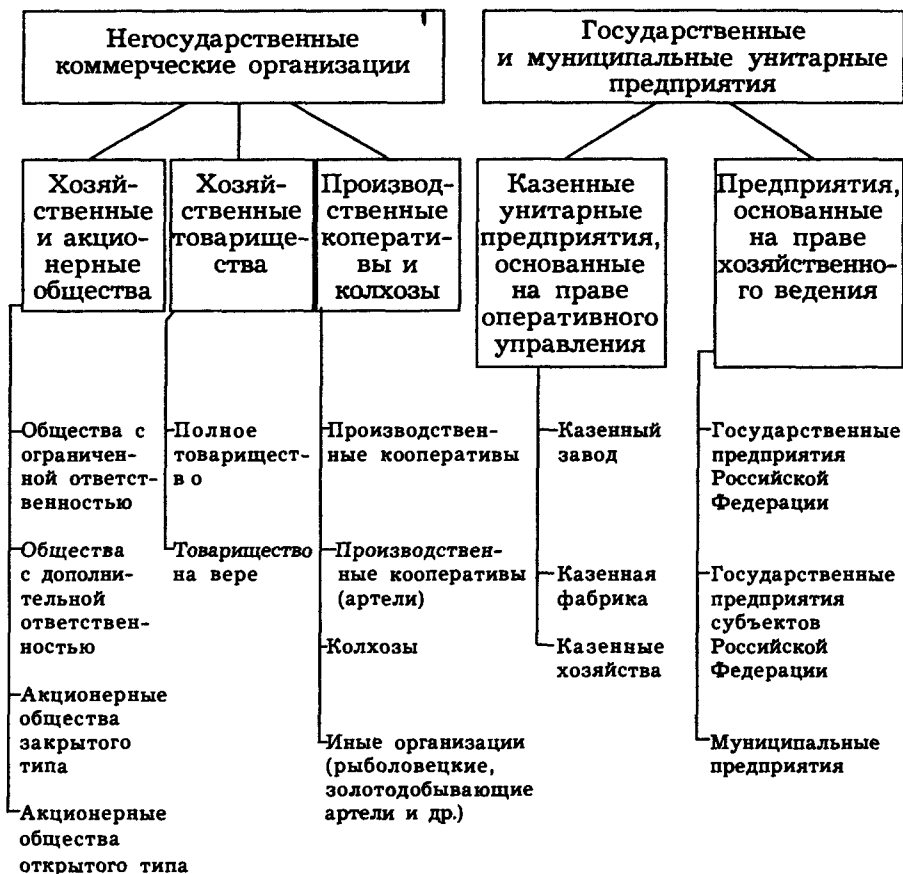 Негосударственные
коммерческие организации
Государственные
и муниципальные унитарные
предприятия
Хозяй-
ственные
и акцио-
нерные
общества
Хозяй-
ственные
товарище-
ства
Производ-
ственные
коперати-
вы и
колхозы
Казенные
унитарные
предприятия,
основанные
на праве
оперативного
управления
Предприятия,
основанные
на праве
хозяйственно-
го ведения
Общества с
ограничен-
ной ответст-
венностью
Общества
с дополни-
тельной
ответствен-
ностью
Акционерные
общества
закрытого
типа
Акционерные
общества
открытого типа
Полное
товарищест-
во
Товарищество
на вере
Производствен-
ные кооперативы
Производствен-
ные кооперативы
(артели)
Колхозы
Иные организации
(рыболовецкие,
золотодобывающие
артели и др.)
Казенный
завод
Казенная
фабрика
Казенные
хозяйства
Государственные
предприятия
Российской
Федерации
Государственные
предприятия
субъектов
Российской
Федерации
Муниципальные
предприятия